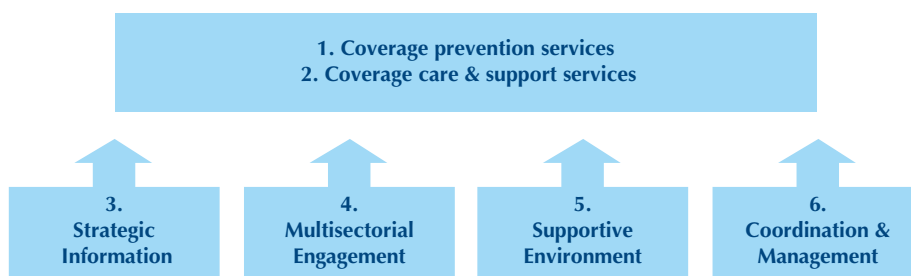 1. Coverage prevention services
2. Coverage care & support services
3.
Strategic
Information
4.
Multisectorial
Engagement
5.
Supportive
Environment
6.
Coordination &
Management